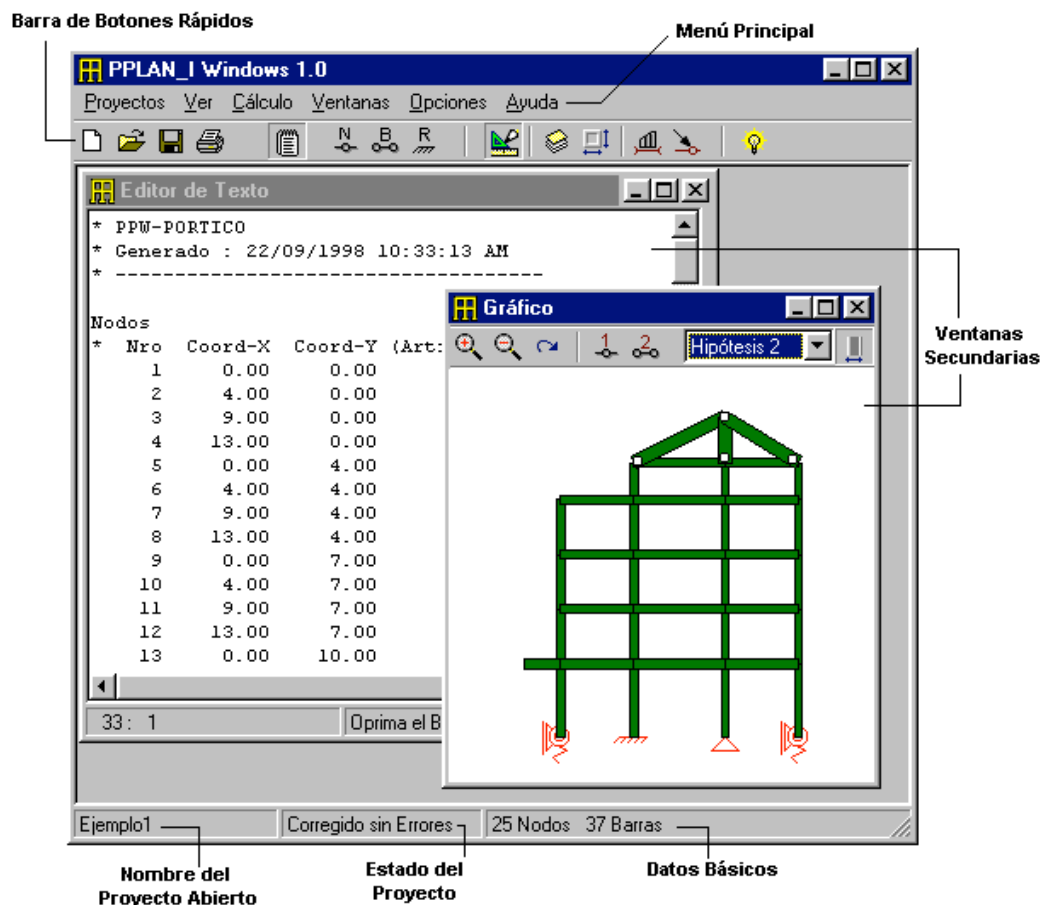 Barra de Botones Rápidos
Menú Principal
PPLAN_I Windows 1.0
Proyectos Ver Cálculo Ventanas Opciones Ayuda
N B R
Editor de Texto
* PPW-PORTICO
* Generado : 22/09/1998 10:33:13 AM
* -----------------------------------
Nodos
* Nro Coord-X Coord-Y (Art:
1 0.00 0.00
2 4.00 0.00
3 9.00 0.00
4 13.00 0.00
5 0.00 4.00
6 4.00 4.00
7 9.00 4.00
8 13.00 4.00
9 0.00 7.00
10 4.00 7.00
11 9.00 7.00
12 13.00 7.00
13 0.00 10.00
33: 1 Oprima el B
Gráfico
1 2 Hipótesis 2
Ventanas
Secundarias
Ejemplo1 Corregido sin Errores 25 Nodos 37 Barras
Nombre del
Proyecto Abierto
Estado del
Proyecto
Datos Básicos